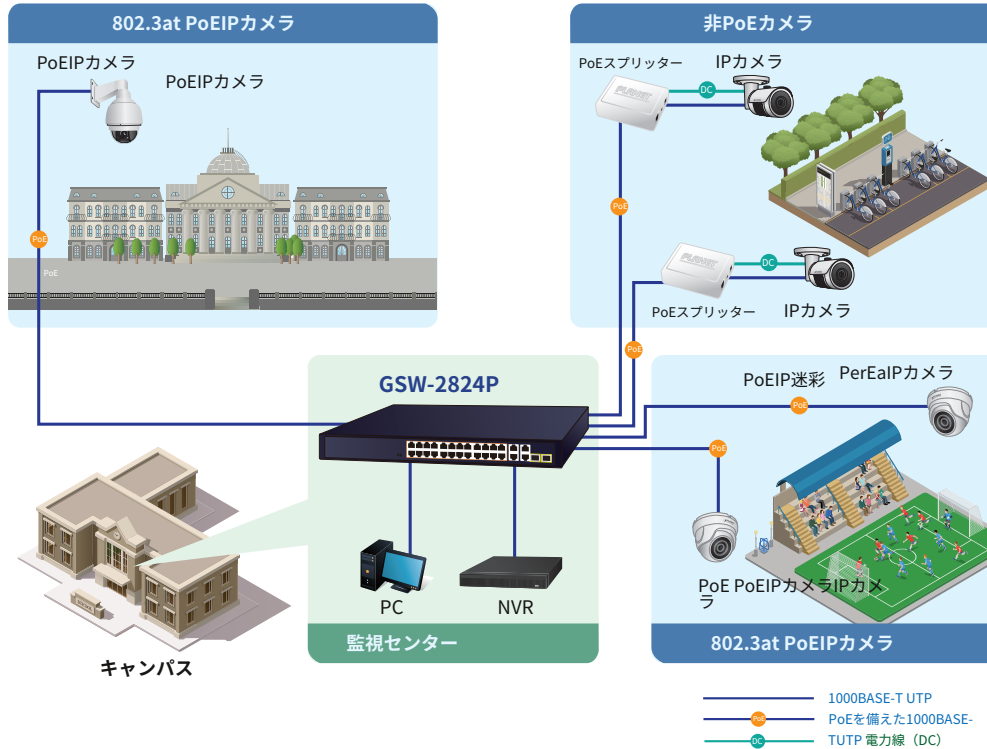 802.3at PoEIPカメラ
PoEIPカメラ
PoEIPカメラ
PoE
PoE
非PoEカメラ
PoEスプリッター
IPカメラ
PLANET
DC
PoE
PLANET
DC
PoEスプリッター
IPカメラ
PoE
GSW-2824P
PC
NVR
監視センター
キャンパス
PoEIP迷彩
PerEaIPカメラ
PoE
PoE
PoE PoEIPカメラIPカメ
ラ
802.3at PoEIPカメラ
1000BASE-T UTP
PoE
PoEを備えた1000BASE-
DC
TUTP 電力線（DC）